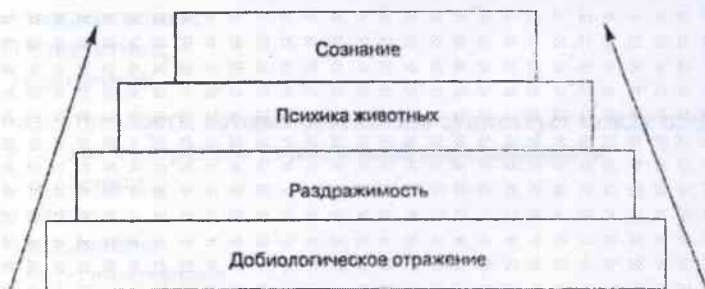 Сознание
Психика животных
Раздражимость
Добиологическое отражение